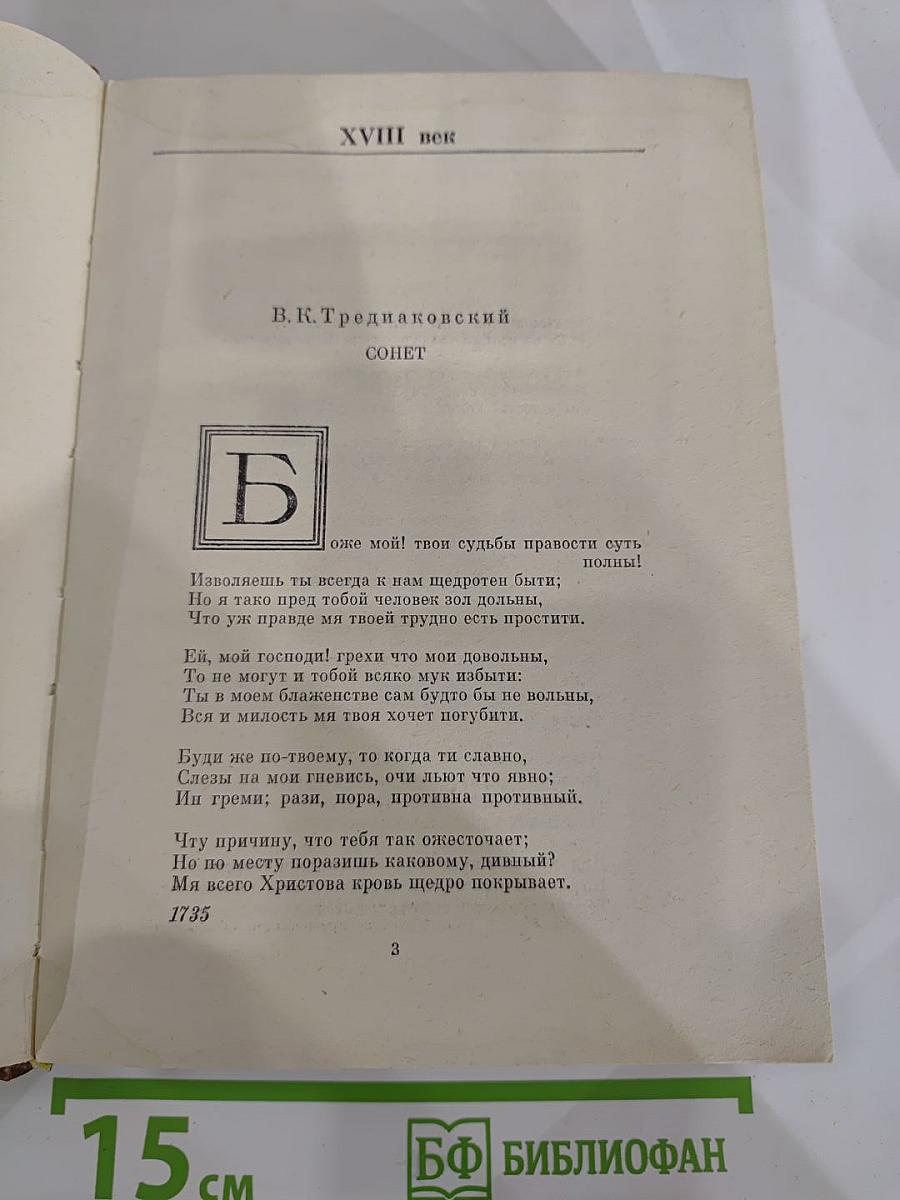 XVIII век
В. К. Тредиаковский
СОНЕТ
Боже мой! твои судьбы правости суть
полны!
Изволяешь ты всегда к нам щедротен быти;
Но я тако пред тобой человек зол дольны,
Что уж правде мя твоей трудно есть простити.
Ей, мой господи! грехи что мои довольны,
То не могут и тобой всяко мук избыти:
Ты в моем блаженстве сам будто бы не вольны,
Вся и милость мя твоя хочет погубити.
Буди же по-твоему, то когда ти славно,
Слезы на мои гневись, очи льют что явно;
Ин греми; рази, пора, противна противный.
Чту причину, что тебя так ожесточает;
Но по месту поразишь каковому, дивный?
Мя всего Христова кровь щедро покрывает.
1735
3
15 см
БФ БИБЛИОФАН